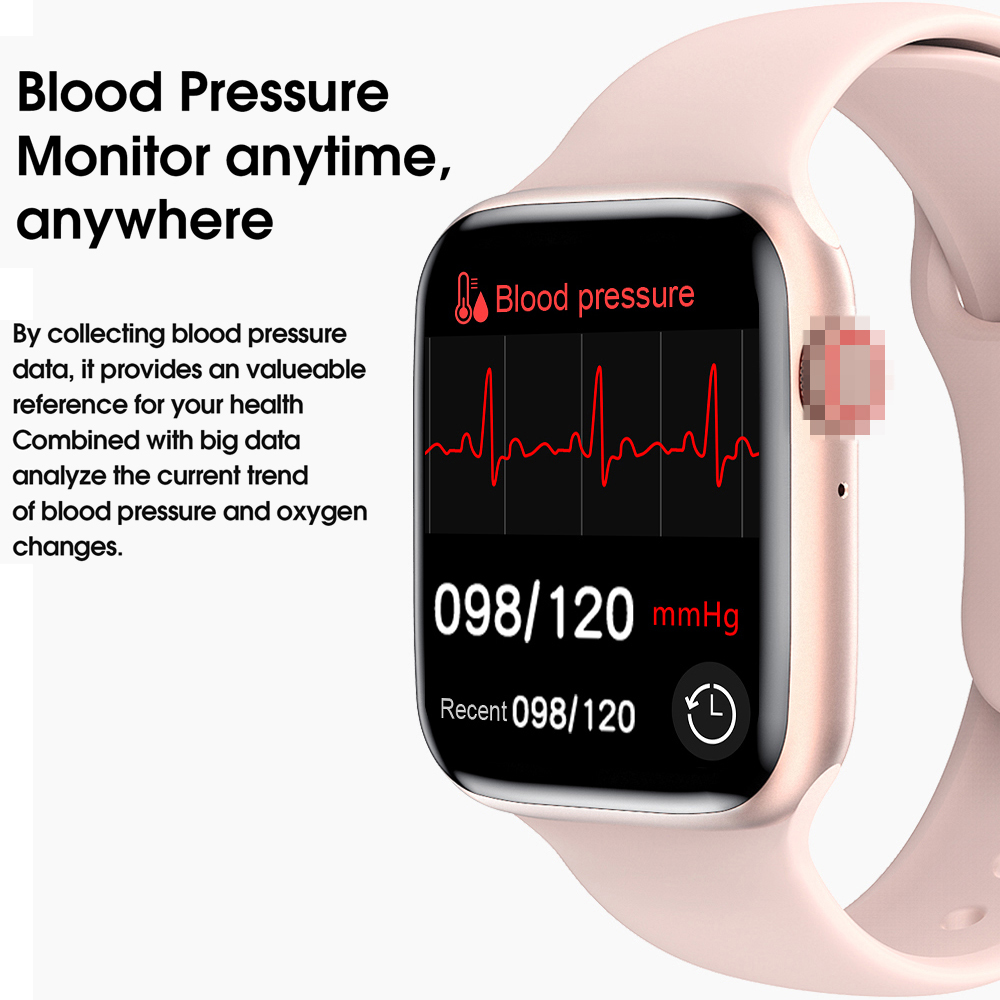 Blood Pressure
Monitor anytime,
anywhere
By collecting blood pressure
data, it provides an valueable
reference for your health
Combined with big data
analyze the current trend
of blood pressure and oxygen
changes.
Blood pressure
098/120 mmHg
Recent 098/120